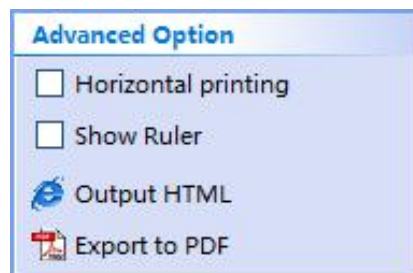 Advanced Option
Horizontal printing
Show Ruler
Output HTML
Export to PDF